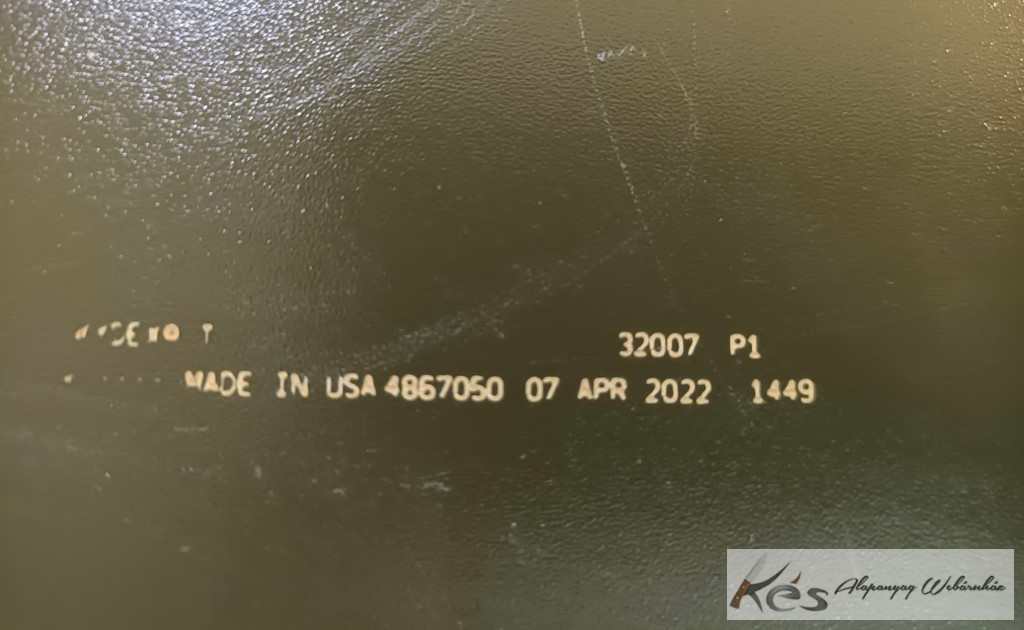 32007 P1
MADE IN USA 4867050 07 APR 2022 1449
Kés Alapanyag Webáruház